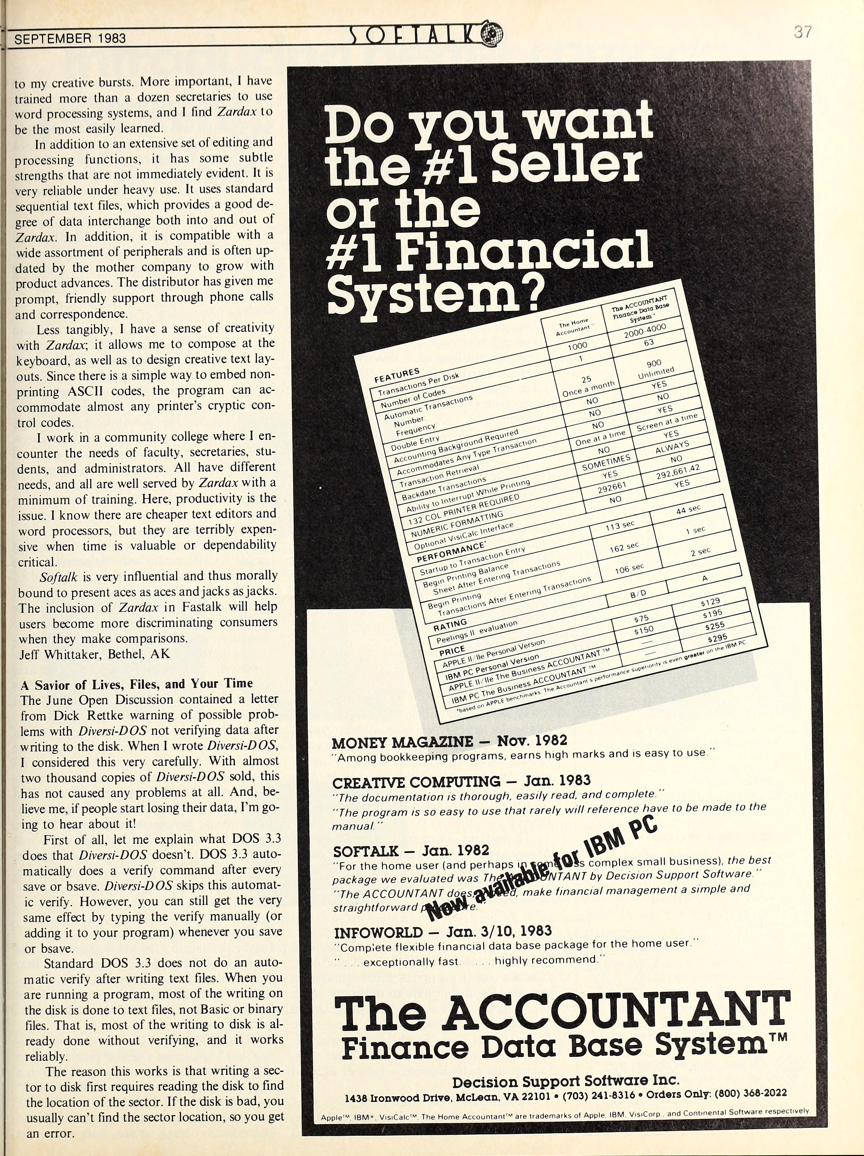 SEPTEMBER 1983
SOFTALK
37
to my creative bursts. More important, I have
trained more than a dozen secretaries to use
word processing systems, and I find Zardax to
be the most easily learned.
In addition to an extensive set of editing and
processing functions, it has some subtle
strengths that are not immediately evident. It is
very reliable under heavy use. It uses standard
sequential text files, which provides a good de-
gree of data interchange both into and out of
Zardax. In addition, it is compatible with a
wide assortment of peripherals and is often up-
dated by the mother company to grow with
product advances. The distributor has given me
prompt, friendly support through phone calls
and correspondence.
Less tangibly, I have a sense of creativity
with Zardax; it allows me to compose at the
keyboard, as well as to design creative text lay-
outs. Since there is a simple way to embed non-
printing ASCII codes, the program can ac-
commodate almost any printer's cryptic con-
trol codes.
I work in a community college where I en-
counter the needs of faculty, secretaries, stu-
dents, and administrators. All have different
needs, and all are well served by Zardax with a
minimum of training. Here, productivity is the
issue. I know there are cheaper text editors and
word processors, but they are terribly expen-
sive when time is valuable or dependability
critical.
Softalk is very influential and thus morally
bound to present aces as aces and jacks as jacks.
The inclusion of Zardax in Fastalk will help
users become more discriminating consumers
when they make comparisons.
Jeff Whittaker, Bethel, AK
A Savior of Lives, Files, and Your Time
The June Open Discussion contained a letter
from Dick Rettke warning of possible prob-
lems with Diversi-DOS not verifying data after
writing to the disk. When I wrote Diversi-DOS,
I considered this very carefully. With almost
two thousand copies of Diversi-DOS sold, this
has not caused any problems at all. And, be-
lieve me, if people start losing their data, I'm go-
ing to hear about it!
First of all, let me explain what DOS 3.3
does that Diversi-DOS doesn't. DOS 3.3 auto-
matically does a verify command after every
save or bsave. Diversi-DOS skips this automat-
ic verify. However, you can still get the very
same effect by typing the verify manually (or
adding it to your program) whenever you save
or bsave.
Standard DOS 3.3 does not do an auto-
matic verify after writing text files. When you
are running a program, most of the writing on
the disk is done to text files, not Basic or binary
files. That is, most of the writing to disk is al-
ready done without verifying, and it works
reliably.
The reason this works is that writing a sec-
tor to disk first requires reading the disk to find
the location of the sector. If the disk is bad, you
usually can't find the sector location, so you get
an error.
Do you want
the #1 Seller
or the
#1 Financial
System?
The Home Accountant™ The ACCOUNTANT Finance Data Base System™
FEATURES
Transactions Per Disk 1000 2000-4000
Number of Codes 1 63
Automatic Transactions
Number 25 900
Frequency Once a month Unlimited
Double Entry NO YES
Accounting Background Required NO NO
Accommodates Any Type Transaction NO YES
Transaction Retrieval One at a time Screen at a time
Backdate Transactions NO YES
Ability to Interrupt While Printing SOMETIMES ALWAYS
132 COL PRINTER REQUIRED YES NO
NUMERIC FORMATTING 292661 292,661.42
Optional VisiCalc Interface NO YES
PERFORMANCE*
Startup to Transaction Entry 113 sec 44 sec
Begin Printing Balance
Sheet After Entering Transactions 162 sec 1 sec
Begin Printing
Transactions After Entering Transactions 106 sec 2 sec
RATING
Peelings II evaluation B/D A
PRICE
APPLE II/IIe Personal Version $75 $129
IBM PC Personal Version $150 $195
APPLE II/IIe The Business ACCOUNTANT™ — $255
IBM PC The Business ACCOUNTANT™ — $295
*based on APPLE benchmarks. The Accountant's performance superiority is even greater on the IBM PC
MONEY MAGAZINE — Nov. 1982
"Among bookkeeping programs, earns high marks and is easy to use."
CREATIVE COMPUTING — Jan. 1983
"The documentation is thorough, easily read, and complete."
"The program is so easy to use that rarely will reference have to be made to the
manual."
SOFTALK — Jan. 1982
"For the home user (and perhaps in some less complex small business), the best
package we evaluated was The ACCOUNTANT by Decision Support Software."
"The ACCOUNTANT does, make financial management a simple and
straightforward
Now available for IBM PC
INFOWORLD — Jan. 3/10, 1983
"Complete flexible financial data base package for the home user."
"... exceptionally fast. ... highly recommend."
The ACCOUNTANT
Finance Data Base System™
Decision Support Software Inc.
1438 Ironwood Drive, McLean, VA 22101 • (703) 241-8316 • Orders Only: (800) 368-2022
Apple™, IBM®, VisiCalc™, The Home Accountant™ are trademarks of Apple, IBM, VisiCorp., and Continental Software respectively